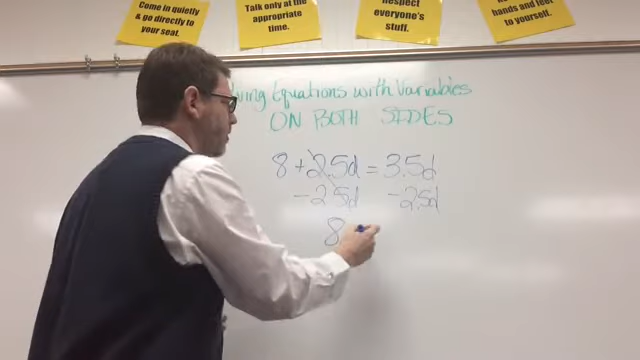 Come in quietly
& go directly to
your seat.
Talk only at the
appropriate
time.
Respect
everyone's
stuff.
hands and feet
to yourself.
Equations with Variables
ON BOTH SIDES
8 + 2.5d = 3.5d
- 2.5d - 2.5d
8